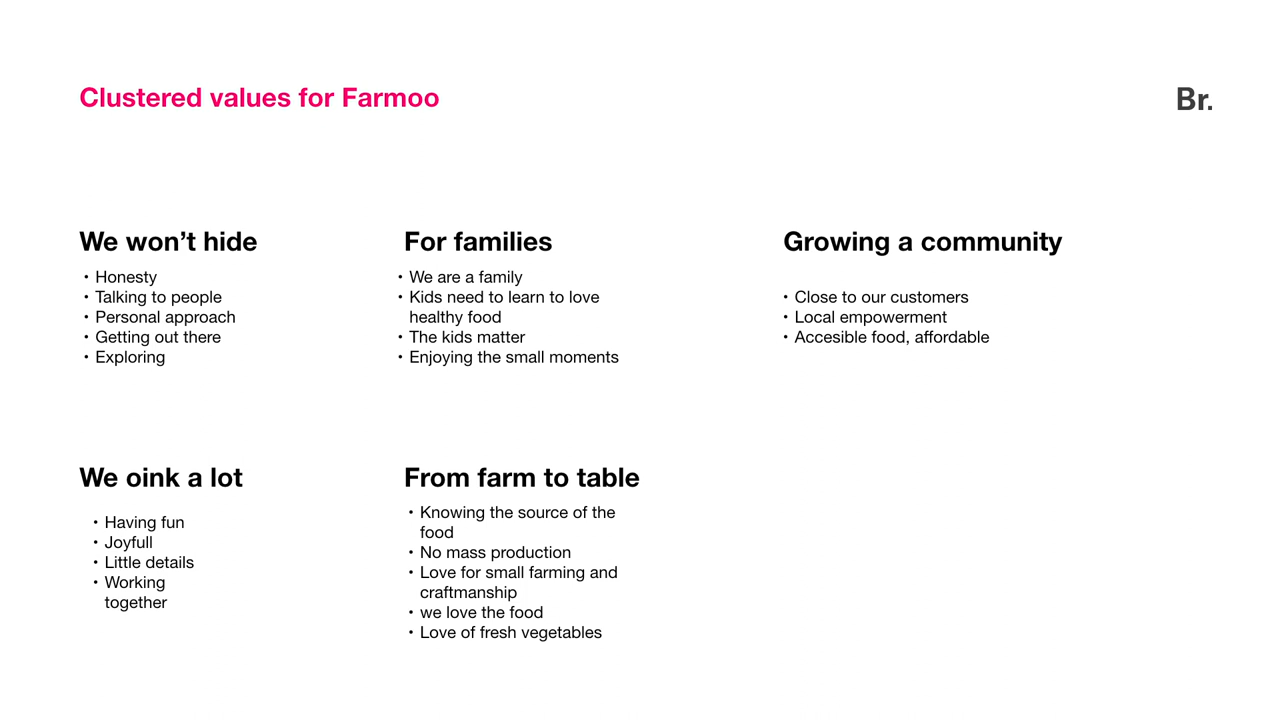 Clustered values for Farmoo
Br.
We won’t hide
• Honesty
• Talking to people
• Personal approach
• Getting out there
• Exploring
For families
• We are a family
• Kids need to learn to love
healthy food
• The kids matter
• Enjoying the small moments
Growing a community
• Close to our customers
• Local empowerment
• Accesible food, affordable
We oink a lot
• Having fun
• Joyfull
• Little details
• Working
together
From farm to table
• Knowing the source of the
food
• No mass production
• Love for small farming and
craftmanship
• we love the food
• Love of fresh vegetables